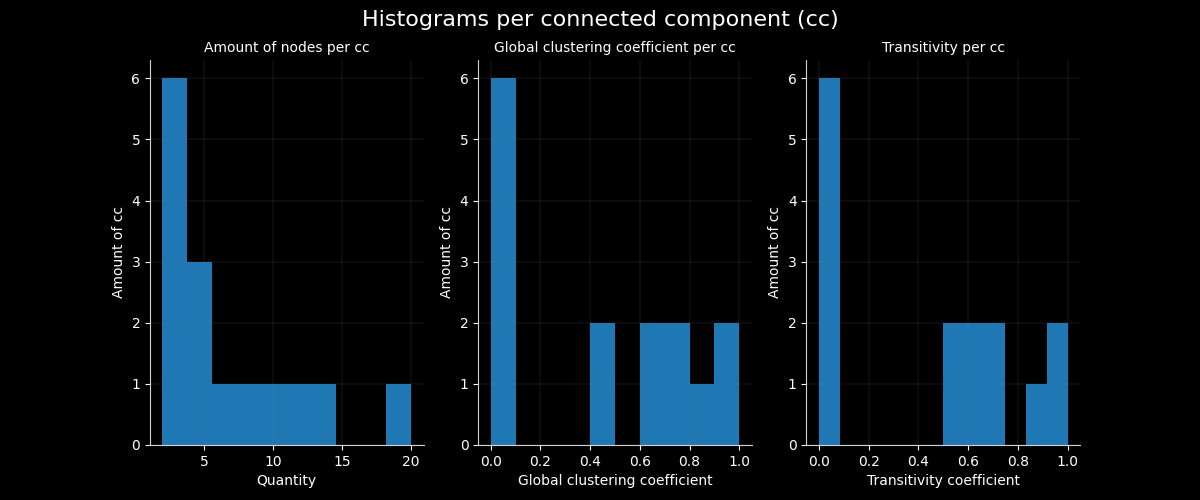 Histograms per connected component (cc)
Amount of nodes per cc
Global clustering coefficient per cc
Transitivity per cc
Amount of cc
6
5
4
3
2
1
0
5 10 15 20
Quantity
Amount of cc
6
5
4
3
2
1
0
0.0 0.2 0.4 0.6 0.8 1.0
Global clustering coefficient
Amount of cc
6
5
4
3
2
1
0
0.0 0.2 0.4 0.6 0.8 1.0
Transitivity coefficient